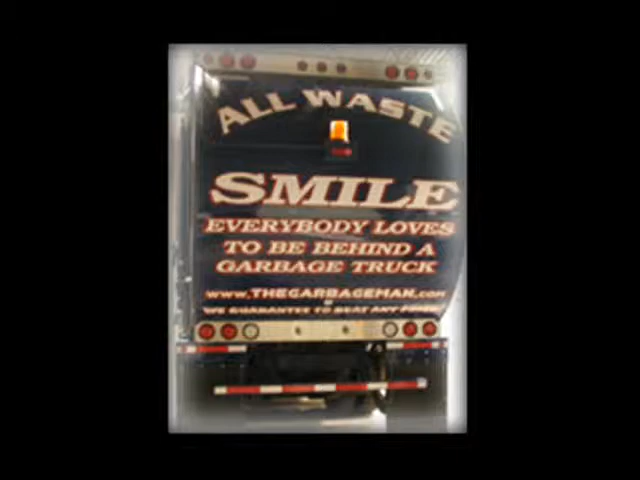 ALL WASTE
SMILE
EVERYBODY LOVES
TO BE BEHIND A
GARBAGE TRUCK
www.THEGARBAGEMAN.com
WE GUARANTEE TO BEAT ANY